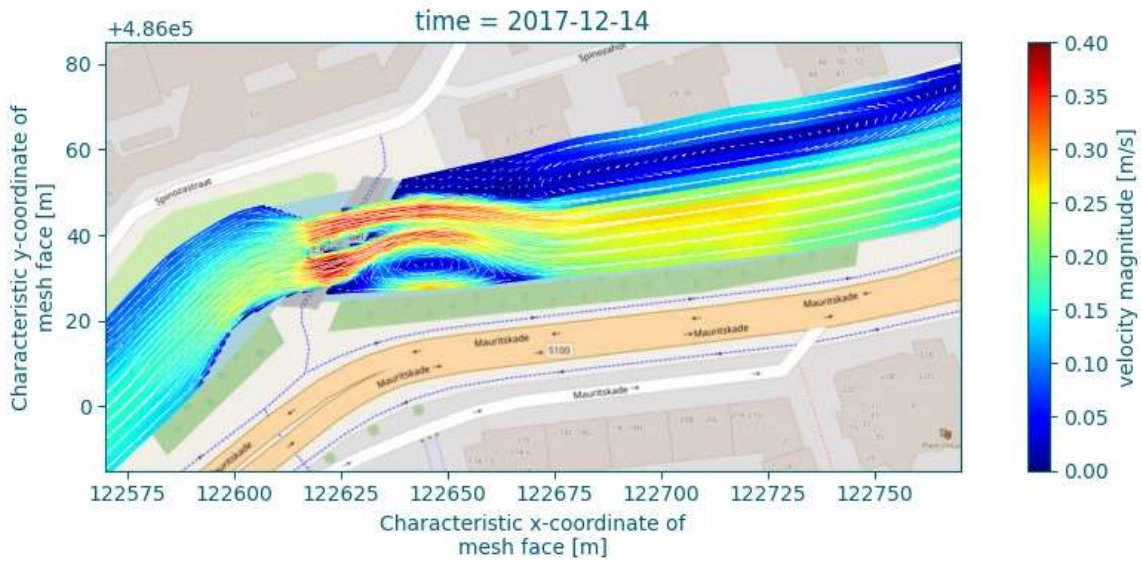 time = 2017-12-14
+4.86e5
80
60
40
20
0
Characteristic y-coordinate of
mesh face [m]
Spinozahof
Spinozastraat
Mauritskade
Mauritskade
Mauritskade
S100
Mauritskade
Mauritskade
122575
122600
122625
122650
122675
122700
122725
122750
Characteristic x-coordinate of
mesh face [m]
0.40
0.35
0.30
0.25
0.20
0.15
0.10
0.05
0.00
velocity magnitude [m/s]